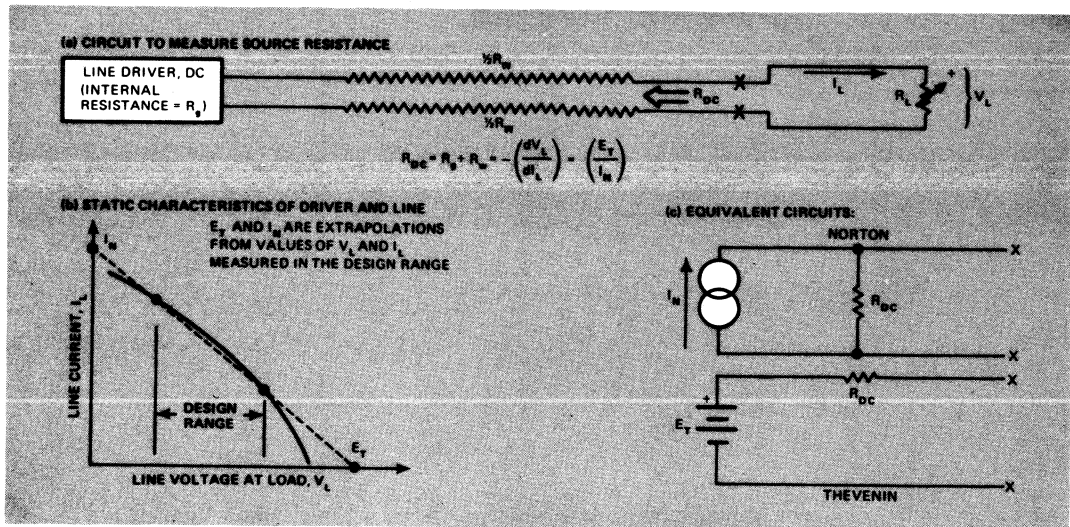 (a) CIRCUIT TO MEASURE SOURCE RESISTANCE
LINE DRIVER, DC
(INTERNAL
RESISTANCE = Rg)
½Rw
½Rw
RDC
X
X
IL
RL
+
VL
RDC = Rg + Rw = -(dVL/dIL) = (ET/IN)
(b) STATIC CHARACTERISTICS OF DRIVER AND LINE
ET AND IN ARE EXTRAPOLATIONS
FROM VALUES OF VL AND IL
MEASURED IN THE DESIGN RANGE
IN
LINE CURRENT, IL
DESIGN
RANGE
ET
LINE VOLTAGE AT LOAD, VL
(c) EQUIVALENT CIRCUITS:
NORTON
X
IN
RDC
X
X
RDC
+
ET
X
THEVENIN